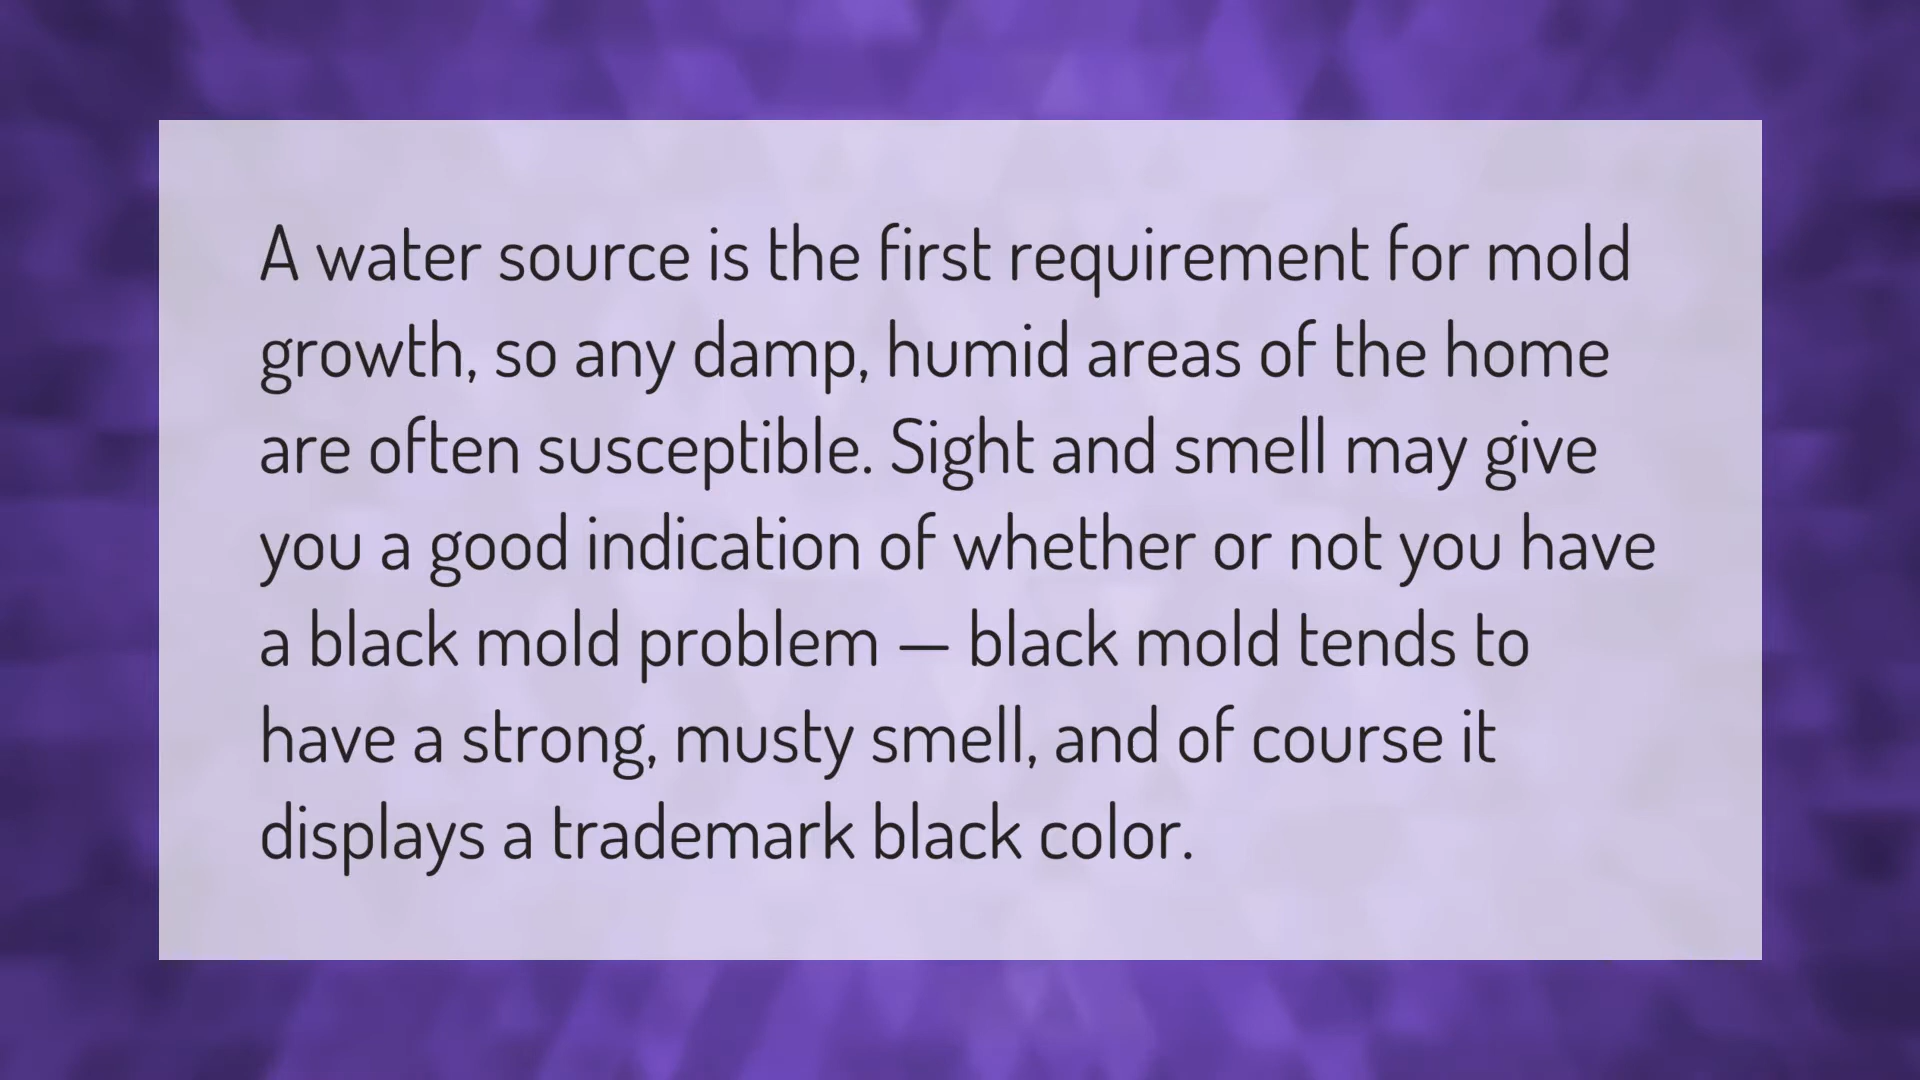 A water source is the first requirement for mold
growth, so any damp, humid areas of the home
are often susceptible. Sight and smell may give
you a good indication of whether or not you have
a black mold problem — black mold tends to
have a strong, musty smell, and of course it
displays a trademark black color.